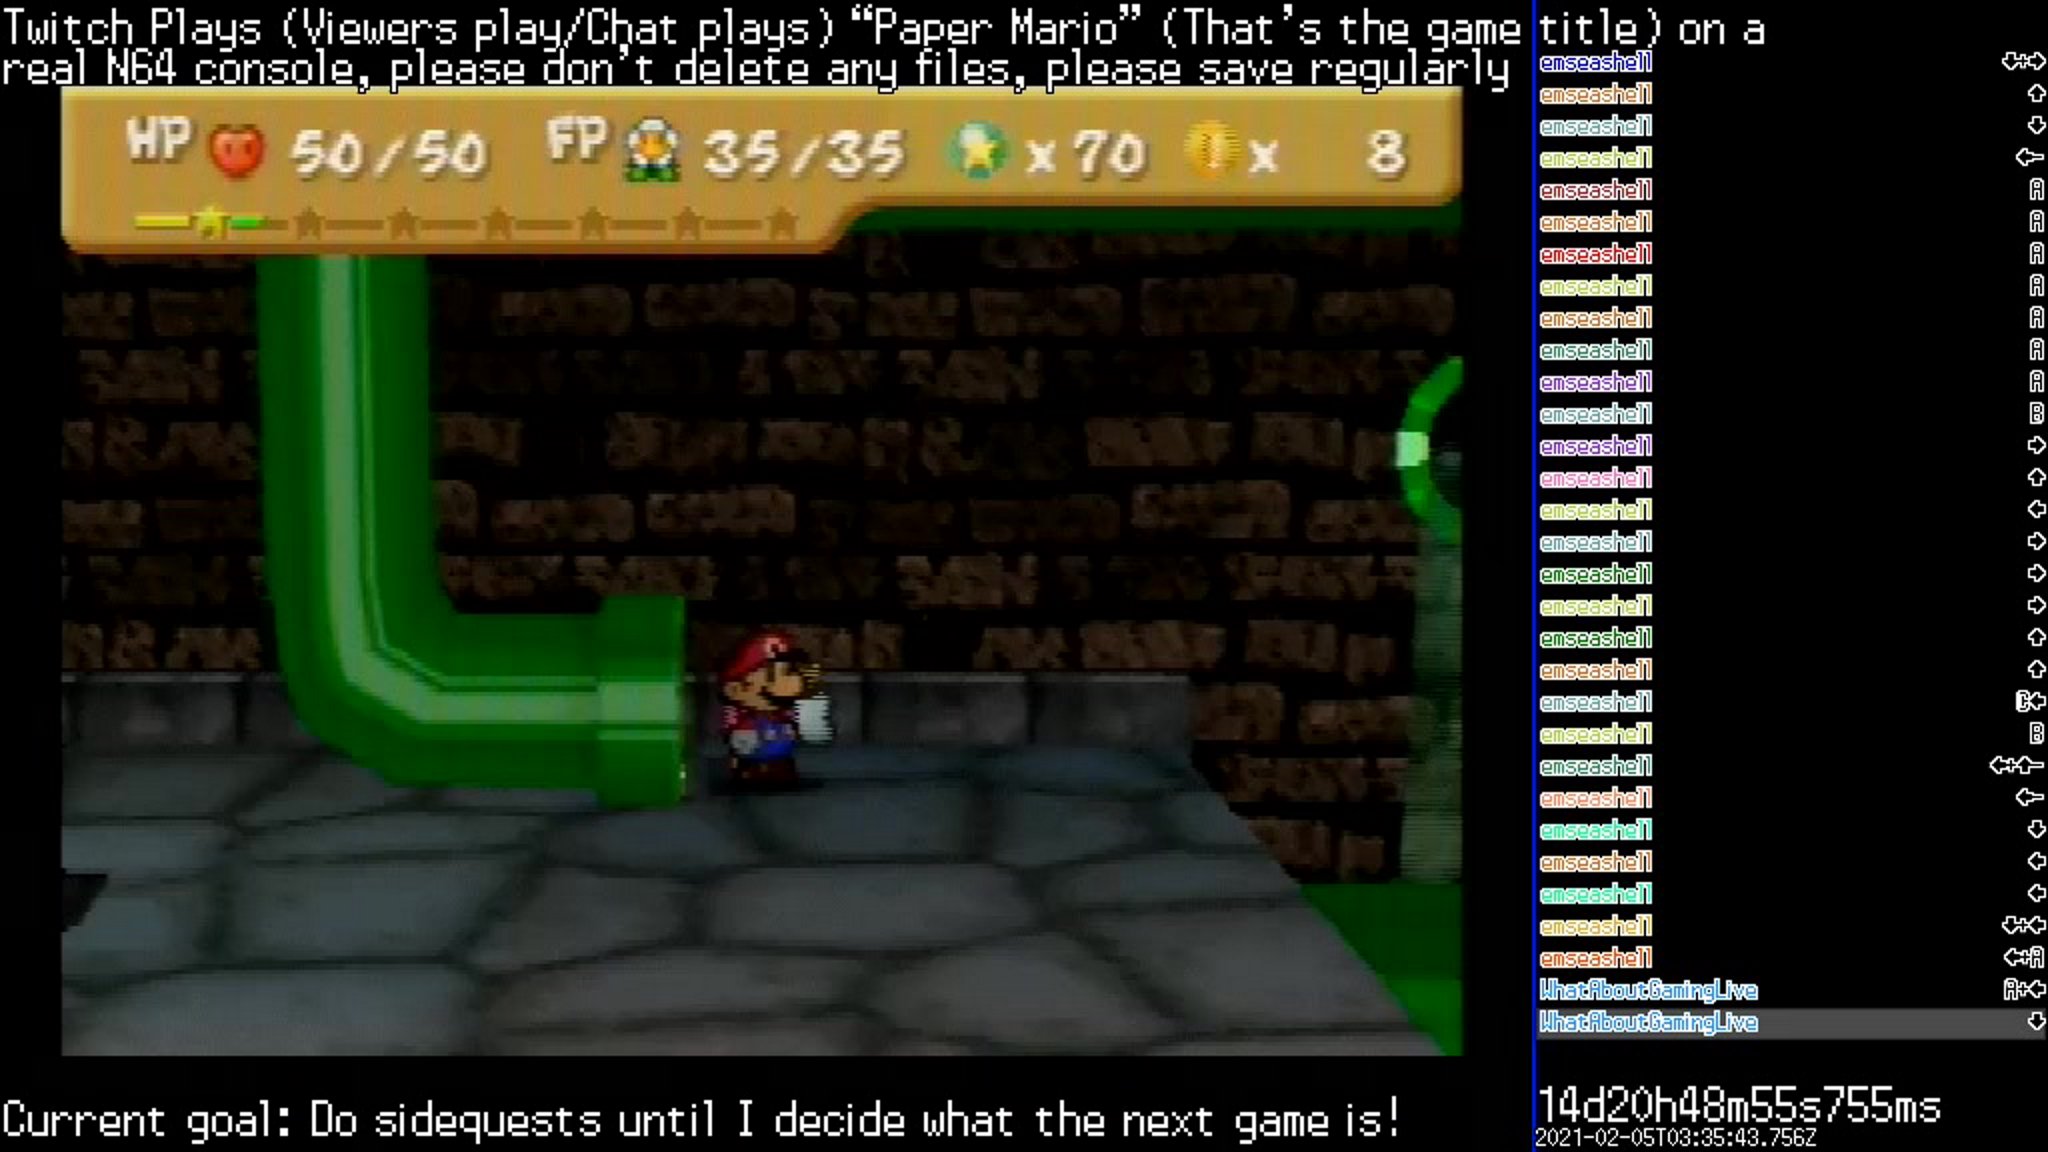 Twitch Plays (Viewers play/Chat plays) “Paper Mario” (That's the game title) on a
real N64 console, please don't delete any files, please save regularly
HP 50/50 FP 35/35 x 70 x 8
emseashell ↓+→
emseashell ↑
emseashell ↓
emseashell ←
emseashell A
emseashell A
emseashell A
emseashell A
emseashell A
emseashell A
emseashell A
emseashell B
emseashell →
emseashell ↑
emseashell ←
emseashell →
emseashell →
emseashell →
emseashell ↑
emseashell ↑
emseashell C←
emseashell B
emseashell ←+↑
emseashell ←
emseashell ↓
emseashell ←
emseashell ←
emseashell ↓+←
emseashell ←+A
WhatAboutGamingLive A+←
WhatAboutGamingLive ↓
Current goal: Do sidequests until I decide what the next game is!
14d20h48m55s755ms
2021-02-05T03:35:43.756Z